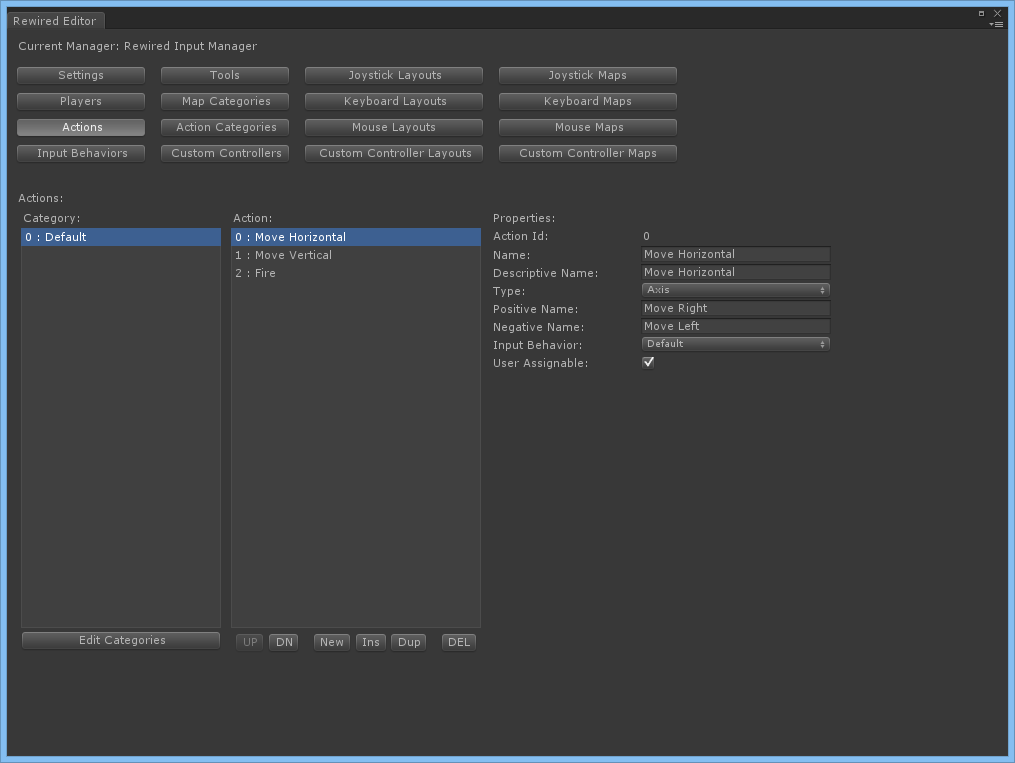 Rewired Editor
Current Manager: Rewired Input Manager
Settings Tools Joystick Layouts Joystick Maps
Players Map Categories Keyboard Layouts Keyboard Maps
Actions Action Categories Mouse Layouts Mouse Maps
Input Behaviors Custom Controllers Custom Controller Layouts Custom Controller Maps
Actions:
Category: Action: Properties:
0 : Default 0 : Move Horizontal Action Id: 0
1 : Move Vertical Name: Move Horizontal
2 : Fire Descriptive Name: Move Horizontal
Type: Axis
Positive Name: Move Right
Negative Name: Move Left
Input Behavior: Default
User Assignable:
Edit Categories UP DN New Ins Dup DEL